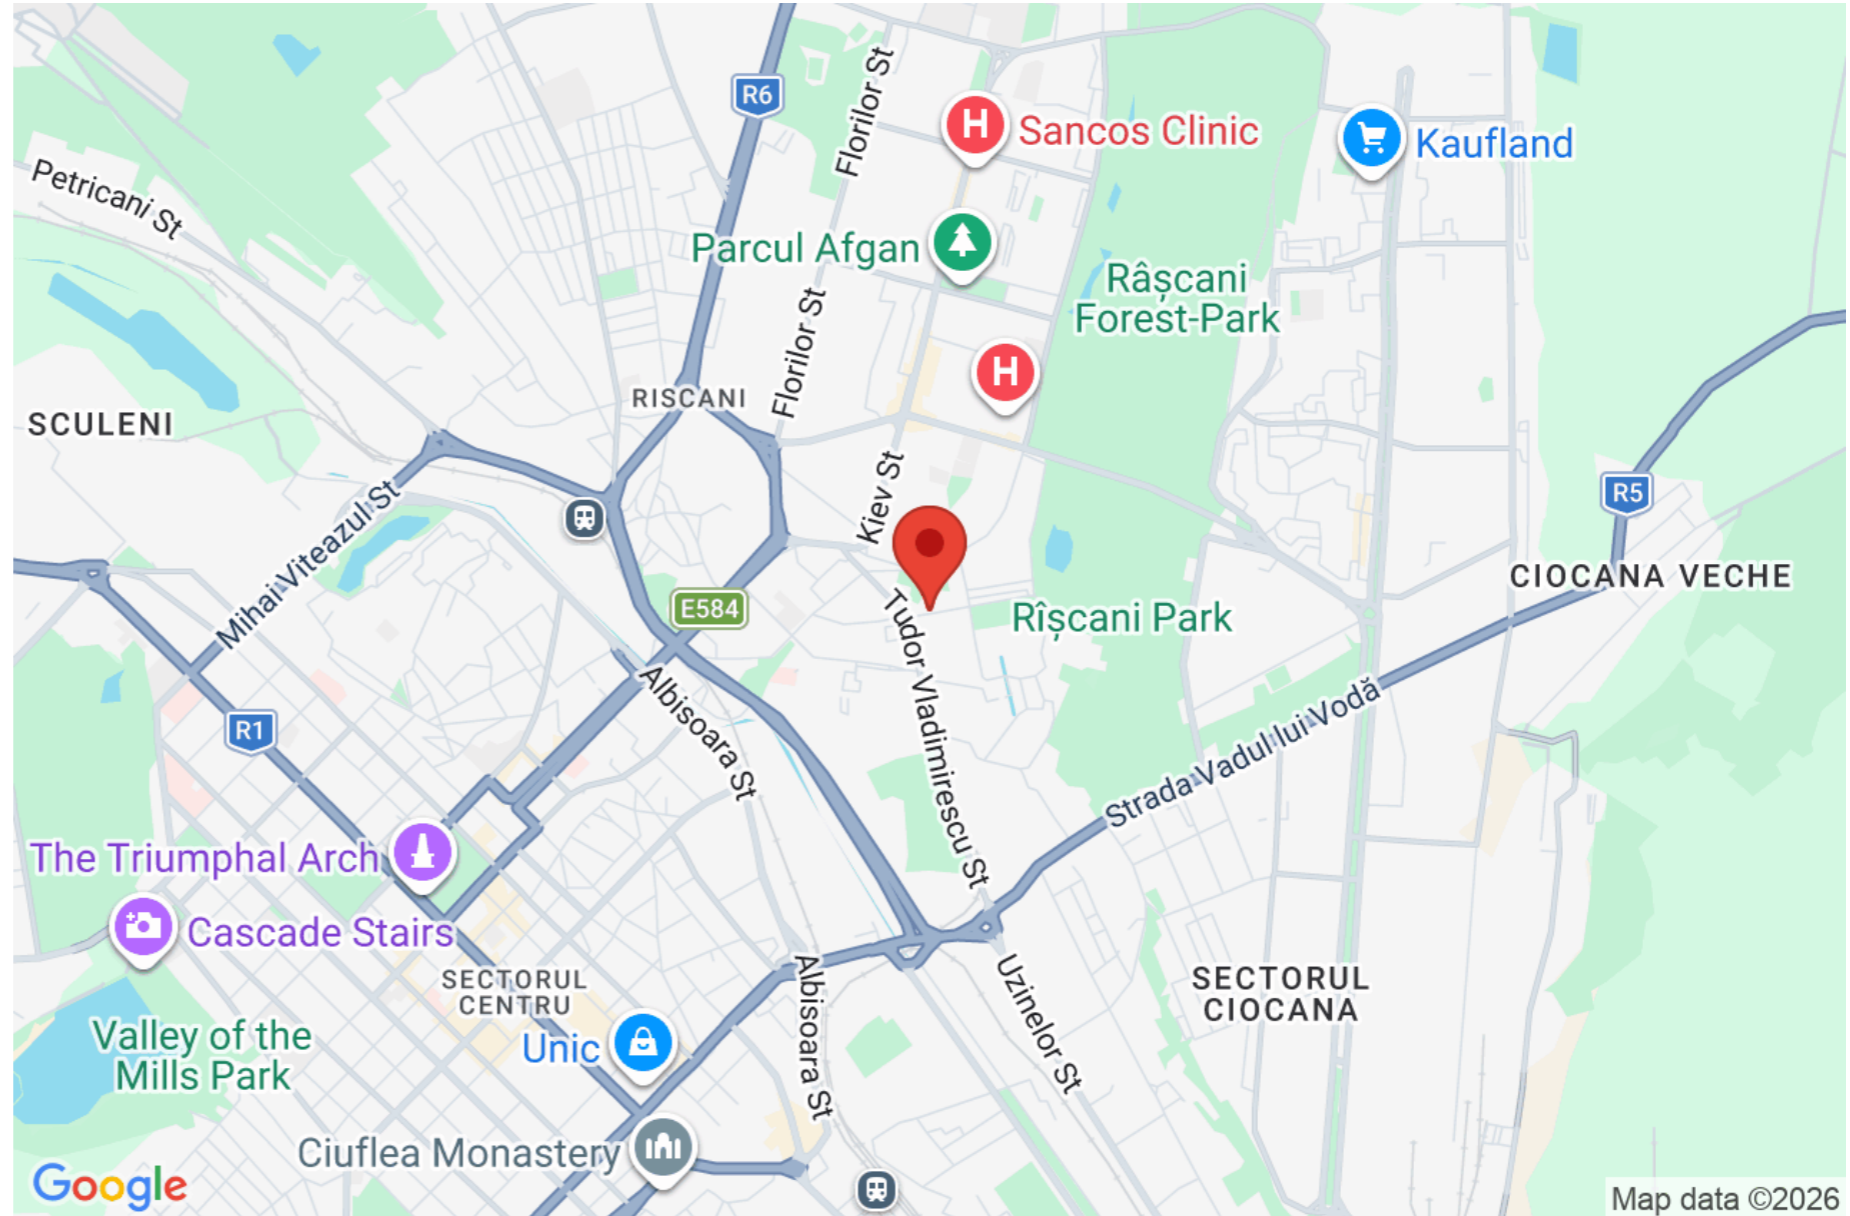 R6
Florilor St
H
Sancos Clinic
Kaufland
Petricani St
Parcul Afgan
Râșcani
Forest-Park
Florilor St
H
RISCANI
SCULENI
Kiev St
R5
Mihai Viteazul St
CIOCANA VECHE
E584
Rîșcani Park
Tudor Vladimirescu St
Albisoara St
R1
Strada Vadul lui Vodă
The Triumphal Arch
Cascade Stairs
SECTORUL
CENTRU
SECTORUL
CIOCANA
Albisoara St
Uzinelor St
Valley of the
Mills Park
Unic
Ciuflea Monastery
Google
Map data ©2026